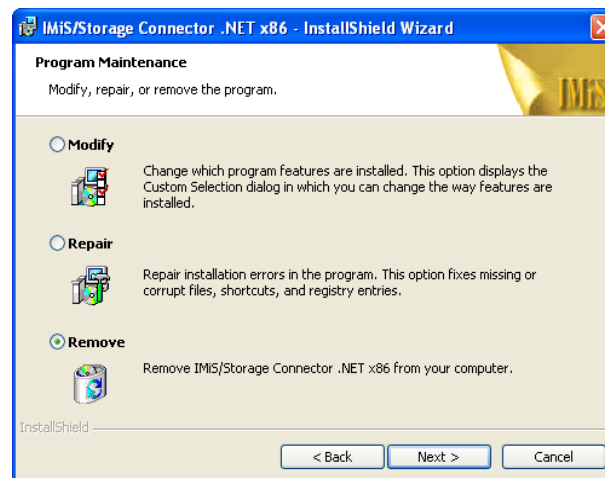 IMiS/Storage Connector .NET x86 - InstallShield Wizard
Program Maintenance
Modify, repair, or remove the program.
IMiS
Modify
Change which program features are installed. This option displays the
Custom Selection dialog in which you can change the way features are
installed.
Repair
Repair installation errors in the program. This option fixes missing or
corrupt files, shortcuts, and registry entries.
Remove
Remove IMiS/Storage Connector .NET x86 from your computer.
InstallShield
< Back
Next >
Cancel